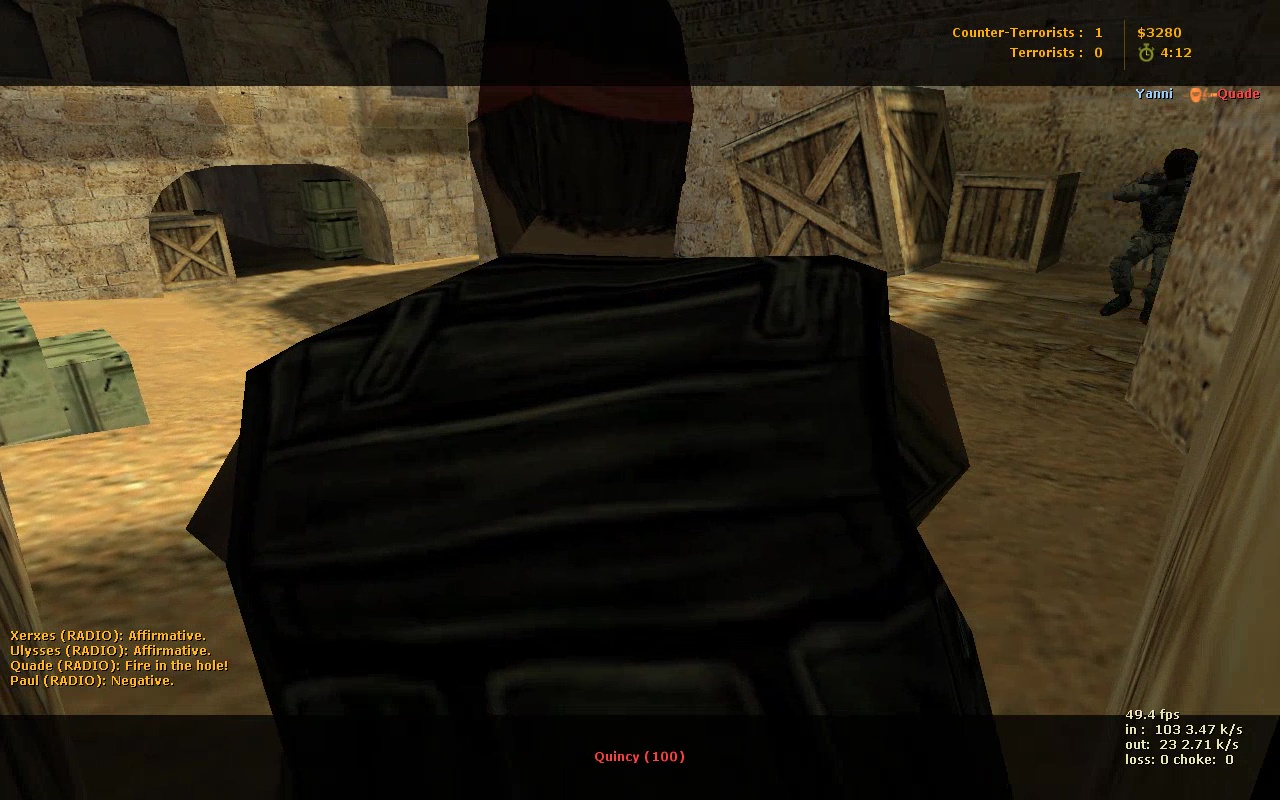 Counter-Terrorists : 1 $3280
Terrorists : 0 4:12
Yanni Quade
Xerxes (RADIO): Affirmative.
Ulysses (RADIO): Affirmative.
Quade (RADIO): Fire in the hole!
Paul (RADIO): Negative.
49.4 fps
in : 103 3.47 k/s
out: 23 2.71 k/s
loss: 0 choke: 0
Quincy (100)